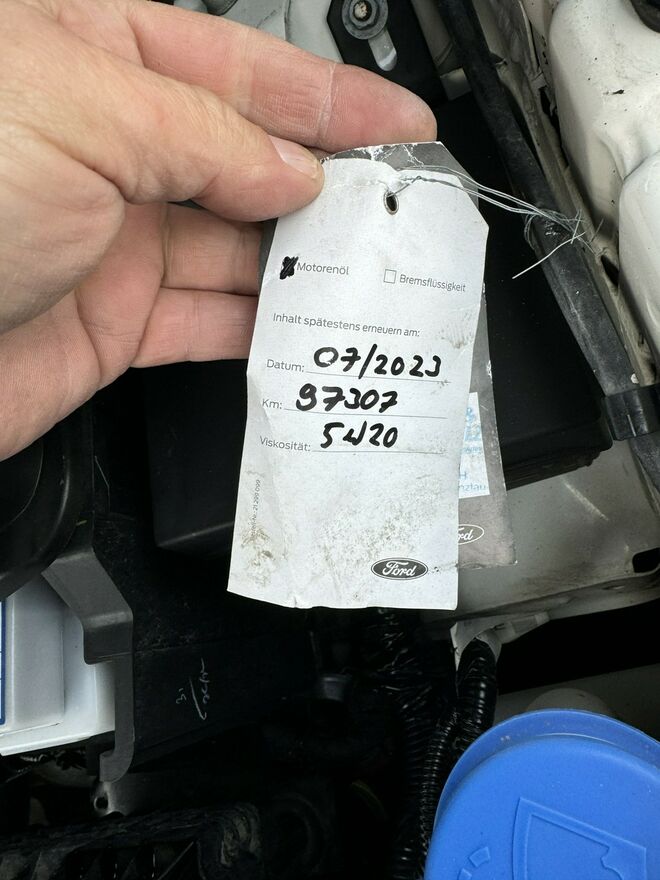 Motorenöl
Bremsflüssigkeit
Inhalt spätestens erneuern am:
Datum: 07/2023
Km: 97307
Viskosität: 5W20
Ford